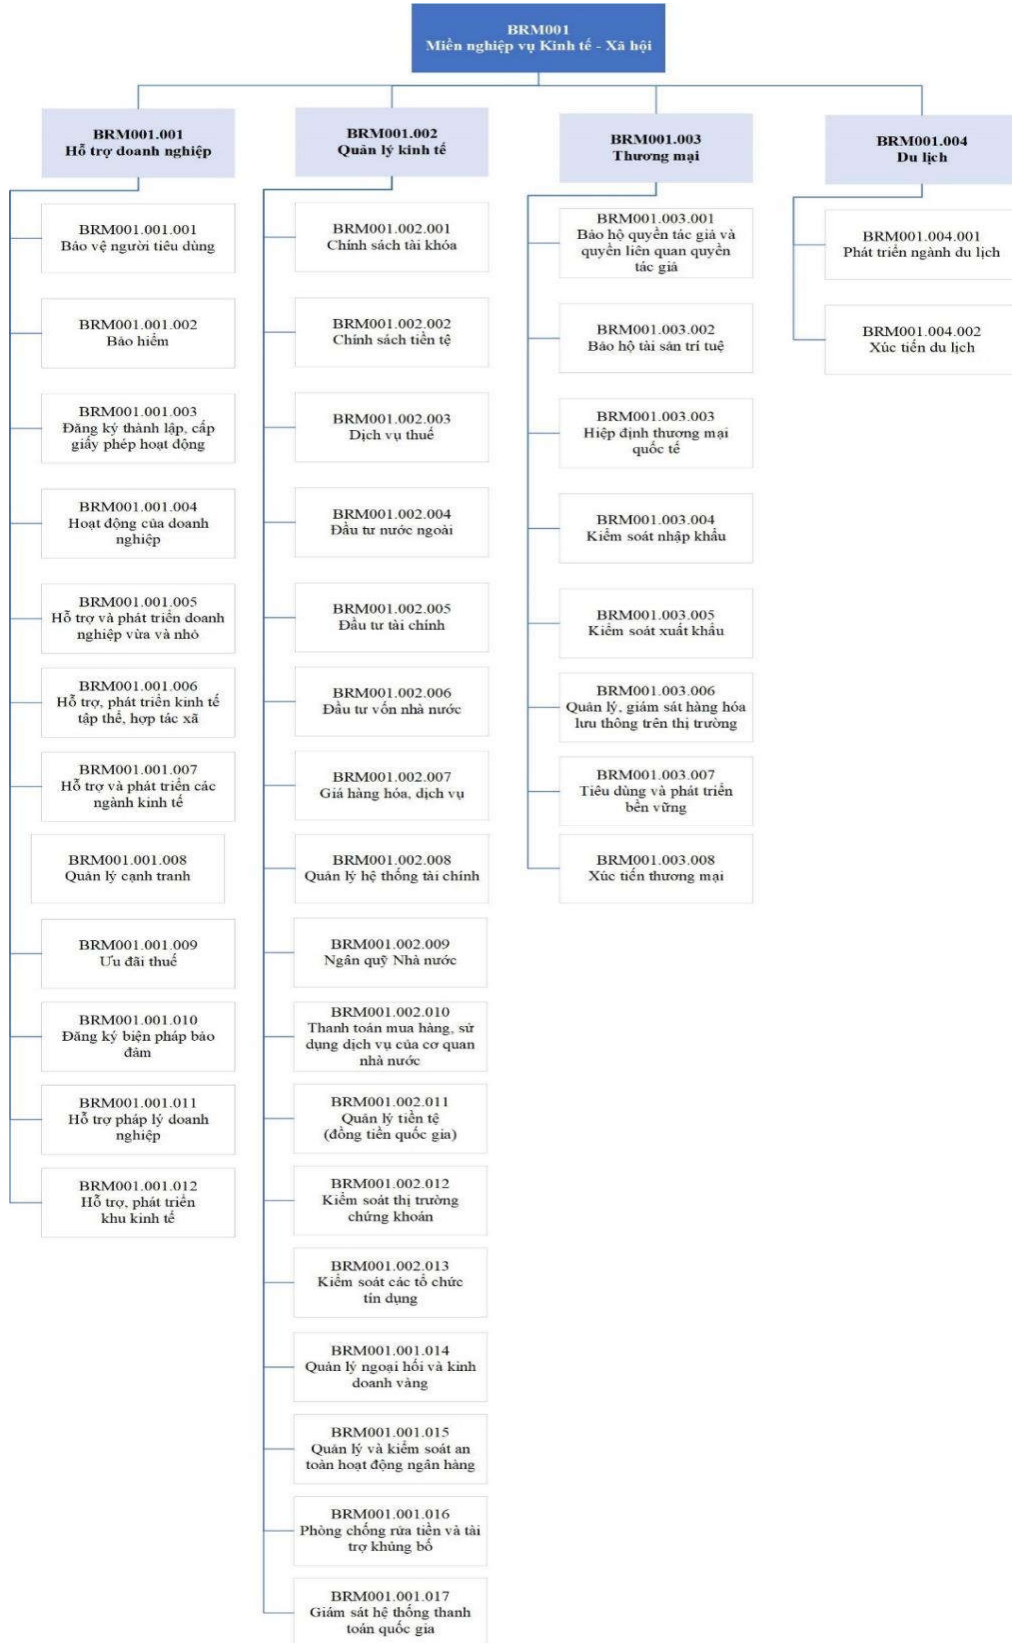 BRM001
Miền nghiệp vụ Kinh tế - Xã hội
BRM001.001
Hỗ trợ doanh nghiệp
BRM001.001.001
Bảo vệ người tiêu dùng
BRM001.001.002
Bảo hiểm
BRM001.001.003
Đăng ký thành lập, cấp
giấy phép hoạt động
BRM001.001.004
Hoạt động của doanh
nghiệp
BRM001.001.005
Hỗ trợ và phát triển doanh
nghiệp vừa và nhỏ
BRM001.001.006
Hỗ trợ, phát triển kinh tế
tập thể, hợp tác xã
BRM001.001.007
Hỗ trợ và phát triển các
ngành kinh tế
BRM001.001.008
Quản lý cạnh tranh
BRM001.001.009
Ưu đãi thuế
BRM001.001.010
Đăng ký biện pháp bảo
đảm
BRM001.001.011
Hỗ trợ pháp lý doanh
nghiệp
BRM001.001.012
Hỗ trợ, phát triển
khu kinh tế
BRM001.002
Quản lý kinh tế
BRM001.002.001
Chính sách tài khóa
BRM001.002.002
Chính sách tiền tệ
BRM001.002.003
Dịch vụ thuế
BRM001.002.004
Đầu tư nước ngoài
BRM001.002.005
Đầu tư tài chính
BRM001.002.006
Đầu tư vốn nhà nước
BRM001.002.007
Giá hàng hóa, dịch vụ
BRM001.002.008
Quản lý hệ thống tài chính
BRM001.002.009
Ngân quỹ Nhà nước
BRM001.002.010
Thanh toán mua hàng, sử
dụng dịch vụ của cơ quan
nhà nước
BRM001.002.011
Quản lý tiền tệ
(đồng tiền quốc gia)
BRM001.002.012
Kiểm soát thị trường
chứng khoán
BRM001.002.013
Kiểm soát các tổ chức
tín dụng
BRM001.001.014
Quản lý ngoại hối và kinh
doanh vàng
BRM001.001.015
Quản lý và kiểm soát an
toàn hoạt động ngân hàng
BRM001.001.016
Phòng chống rửa tiền và tài
trợ khủng bố
BRM001.001.017
Giám sát hệ thống thanh
toán quốc gia
BRM001.003
Thương mại
BRM001.003.001
Bảo hộ quyền tác giả và
quyền liên quan quyền
tác giả
BRM001.003.002
Bảo hộ tài sản trí tuệ
BRM001.003.003
Hiệp định thương mại
quốc tế
BRM001.003.004
Kiểm soát nhập khẩu
BRM001.003.005
Kiểm soát xuất khẩu
BRM001.003.006
Quản lý, giám sát hàng hóa
lưu thông trên thị trường
BRM001.003.007
Tiêu dùng và phát triển
bền vững
BRM001.003.008
Xúc tiến thương mại
BRM001.004
Du lịch
BRM001.004.001
Phát triển ngành du lịch
BRM001.004.002
Xúc tiến du lịch